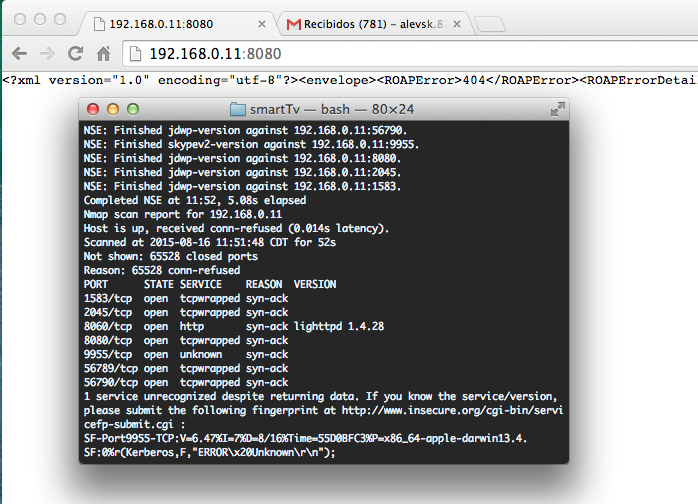 192.168.0.11:8080
Recibidos (781) – alevsk.8
192.168.0.11:8080
<?xml version="1.0" encoding="utf-8"?><envelope><ROAPError>404</ROAPError><ROAPErrorDetai
smartTv — bash — 80×24
NSE: Finished jdwp-version against 192.168.0.11:56790.
NSE: Finished skypev2-version against 192.168.0.11:9955.
NSE: Finished jdwp-version against 192.168.0.11:8080.
NSE: Finished jdwp-version against 192.168.0.11:2045.
NSE: Finished jdwp-version against 192.168.0.11:1583.
Completed NSE at 11:52, 5.08s elapsed
Nmap scan report for 192.168.0.11
Host is up, received conn-refused (0.014s latency).
Scanned at 2015-08-16 11:51:48 CDT for 52s
Not shown: 65528 closed ports
Reason: 65528 conn-refused
PORT STATE SERVICE REASON VERSION
1583/tcp open tcpwrapped syn-ack
2045/tcp open tcpwrapped syn-ack
8060/tcp open http syn-ack lighttpd 1.4.28
8080/tcp open tcpwrapped syn-ack
9955/tcp open unknown syn-ack
56789/tcp open tcpwrapped syn-ack
56790/tcp open tcpwrapped syn-ack
1 service unrecognized despite returning data. If you know the service/version,
please submit the following fingerprint at http://www.insecure.org/cgi-bin/servi
cefp-submit.cgi :
SF-Port9955-TCP:V=6.47%I=7%D=8/16%Time=55D0BFC3%P=x86_64-apple-darwin13.4.
SF:0%r(Kerberos,F,"ERROR\x20Unknown\r\n");